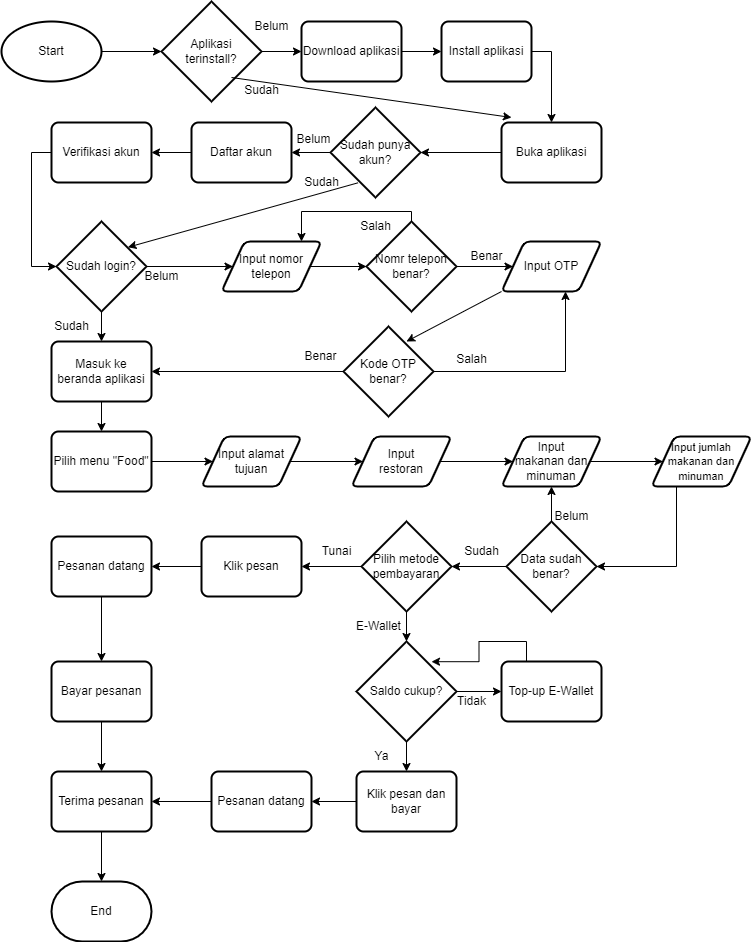 Start
Aplikasi
terinstall?
Belum
Download aplikasi
Install aplikasi
Sudah
Verifikasi akun
Daftar akun
Belum
Sudah punya
akun?
Buka aplikasi
Sudah
Sudah login?
Belum
Input nomor
telepon
Salah
Nomr telepon
benar?
Benar
Input OTP
Sudah
Masuk ke
beranda aplikasi
Benar
Kode OTP
benar?
Salah
Pilih menu "Food"
Input alamat
tujuan
Input
restoran
Input
makanan dan
minuman
Input jumlah
makanan dan
minuman
Belum
Pesanan datang
Klik pesan
Tunai
Pilih metode
pembayaran
Sudah
Data sudah
benar?
E-Wallet
Bayar pesanan
Saldo cukup?
Tidak
Top-up E-Wallet
Ya
Terima pesanan
Pesanan datang
Klik pesan dan
bayar
End